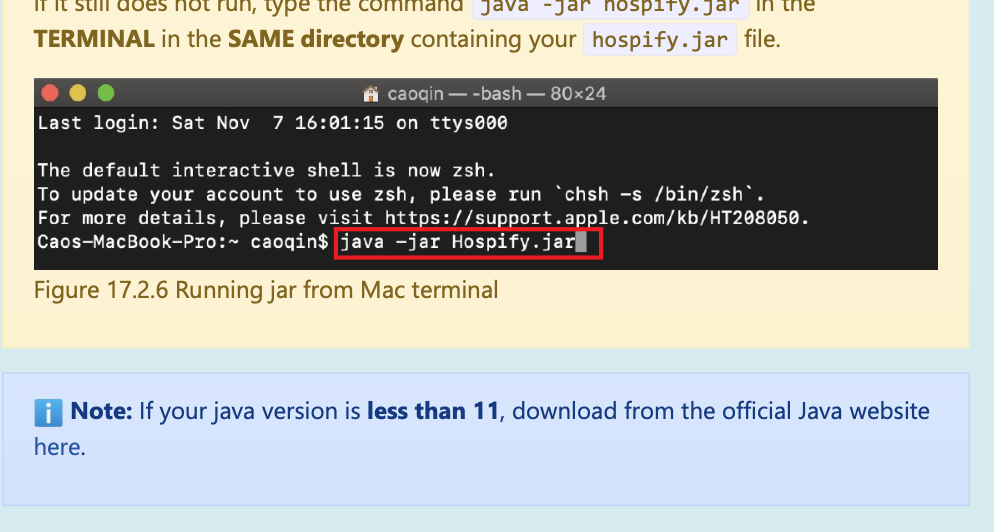 If it still does not run, type the command java -jar hospify.jar in the
TERMINAL in the SAME directory containing your hospify.jar file.
caoqin — -bash — 80×24
Last login: Sat Nov  7 16:01:15 on ttys000
The default interactive shell is now zsh.
To update your account to use zsh, please run `chsh -s /bin/zsh`.
For more details, please visit https://support.apple.com/kb/HT208050.
Caos-MacBook-Pro:~ caoqin$ java -jar Hospify.jar
Figure 17.2.6 Running jar from Mac terminal
Note: If your java version is less than 11, download from the official Java website
here.